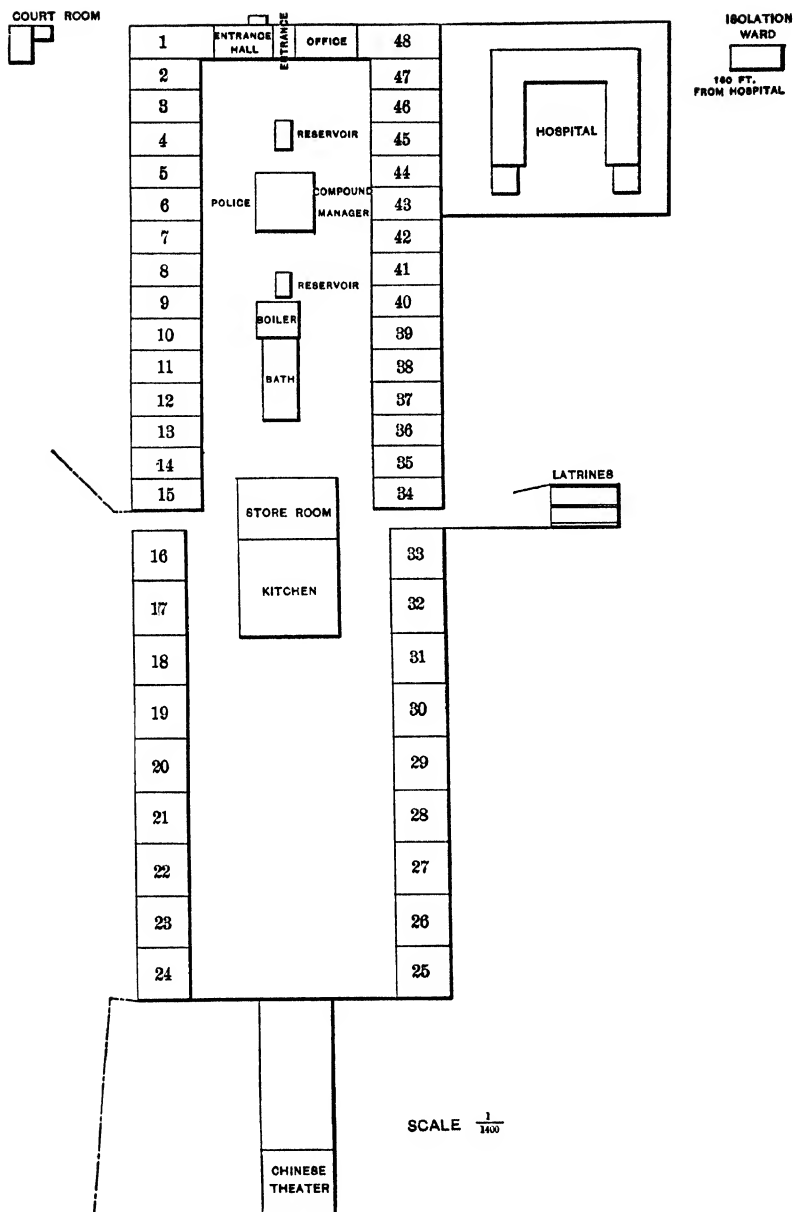 COURT ROOM
ISOLATION
WARD
160 FT.
FROM HOSPITAL
1
ENTRANCE
HALL
ENTRANCE
OFFICE
48
2
47
3
46
4
RESERVOIR
45
HOSPITAL
5
44
6
POLICE
COMPOUND
MANAGER
43
7
42
8
RESERVOIR
41
9
40
10
BOILER
39
11
BATH
38
12
37
13
36
14
35
15
34
LATRINES
STORE ROOM
16
33
17
KITCHEN
32
18
31
19
30
20
29
21
28
22
27
23
26
24
25
SCALE 1/1400
CHINESE
THEATER